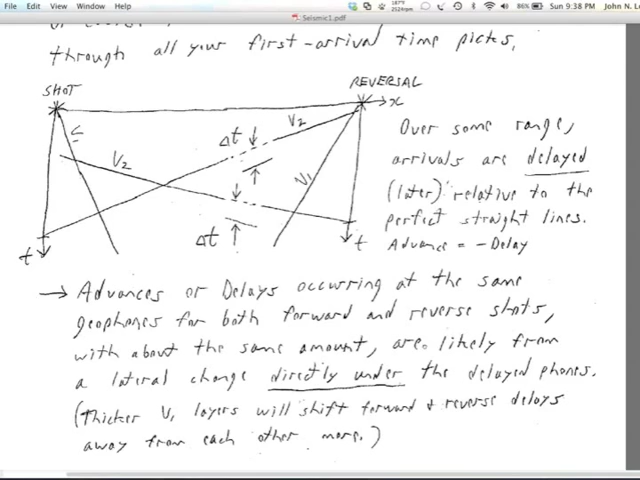 File Edit View Window Help 86% Sun 9:38 PM John N. Lo
Seismic1.pdf
through all your first-arrival time picks.
SHOT
REVERSAL
x
V1
V2
Δt
V2
V1
Δt
t
t
Over some range,
arrivals are delayed
(later) relative to the
perfect straight lines.
Advance = -Delay
→ Advances or Delays occurring at the same
geophones for both forward and reverse shots,
with about the same amount, are likely from
a lateral change directly under the delayed phones.
(Thicker V1 layers will shift forward + reverse delays
away from each other more.)